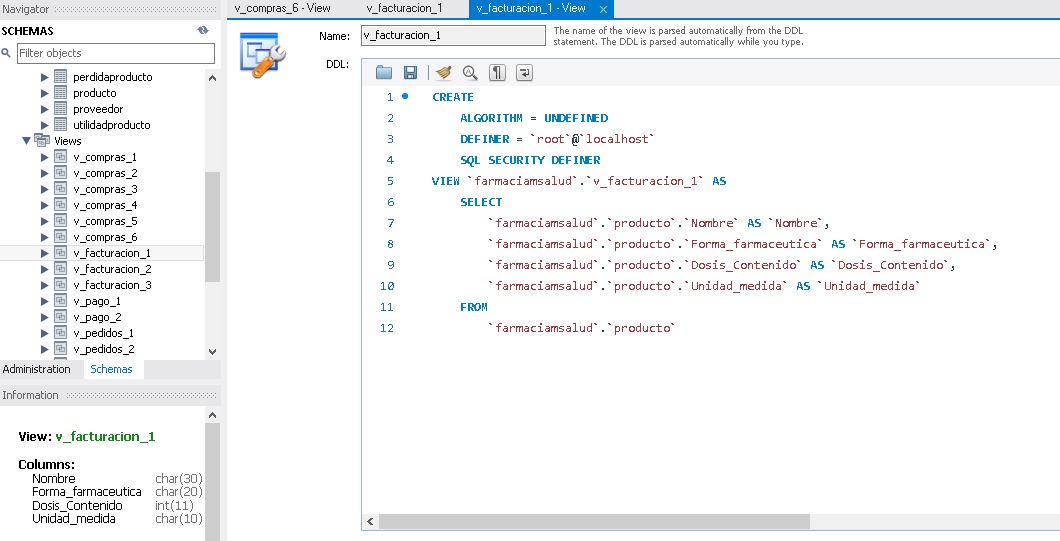 Navigator
SCHEMAS
Filter objects
perdidaproducto
producto
proveedor
utilidadproducto
Views
v_compras_1
v_compras_2
v_compras_3
v_compras_4
v_compras_5
v_compras_6
v_facturacion_1
v_facturacion_2
v_facturacion_3
v_pago_1
v_pago_2
v_pedidos_1
v_pedidos_2
Administration Schemas
Information
View: v_facturacion_1
Columns:
Nombre char(30)
Forma_farmaceutica char(20)
Dosis_Contenido int(11)
Unidad_medida char(10)
v_compras_6 - View v_facturacion_1 v_facturacion_1 - View ×
Name: v_facturacion_1
The name of the view is parsed automatically from the DDL
statement. The DDL is parsed automatically while you type.
DDL:
1 CREATE
2 ALGORITHM = UNDEFINED
3 DEFINER = `root`@`localhost`
4 SQL SECURITY DEFINER
5 VIEW `farmaciamsalud`.`v_facturacion_1` AS
6 SELECT
7 `farmaciamsalud`.`producto`.`Nombre` AS `Nombre`,
8 `farmaciamsalud`.`producto`.`Forma_farmaceutica` AS `Forma_farmaceutica`,
9 `farmaciamsalud`.`producto`.`Dosis_Contenido` AS `Dosis_Contenido`,
10 `farmaciamsalud`.`producto`.`Unidad_medida` AS `Unidad_medida`
11 FROM
12 `farmaciamsalud`.`producto`